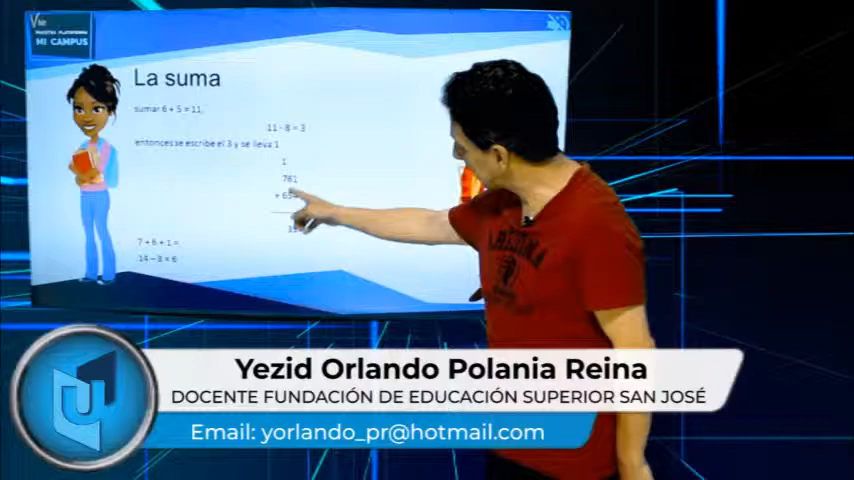 NUESTRA PLATAFORMA
MI CAMPUS
La suma
sumar 6 + 5 = 11,
11 - 8 = 3
entonces se escribe el 3 y se lleva 1
1
761
7 + 6 + 1 =
14 – 8 = 6
Yezid Orlando Polania Reina
DOCENTE FUNDACIÓN DE EDUCACIÓN SUPERIOR SAN JOSÉ
Email: yorlando_pr@hotmail.com